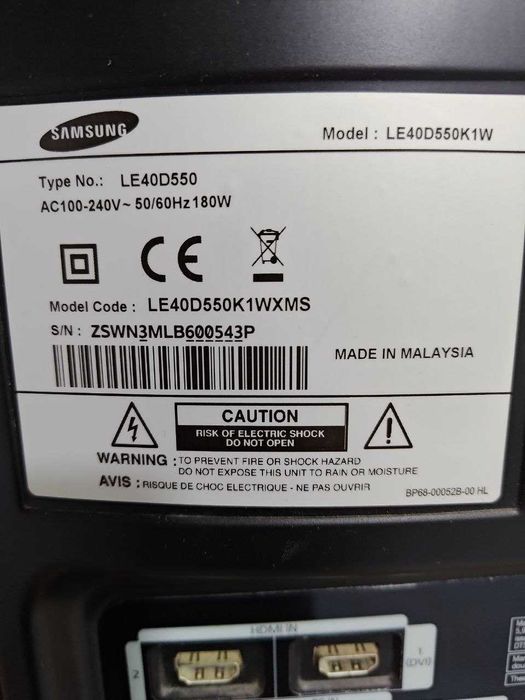 SAMSUNG
Model : LE40D550K1W
Type No.: LE40D550
AC100-240V~ 50/60Hz 180W
CE
Model Code : LE40D550K1WXMS
S/N : ZSWN3MLB600543P
MADE IN MALAYSIA
CAUTION
RISK OF ELECTRIC SHOCK
DO NOT OPEN
WARNING : TO PREVENT FIRE OR SHOCK HAZARD
DO NOT EXPOSE THIS UNIT TO RAIN OR MOISTURE
AVIS : RISQUE DE CHOC ELECTRIQUE - NE PAS OUVRIR
BP68-00052B-00 HL
HDMI IN
2
1
(DVI)